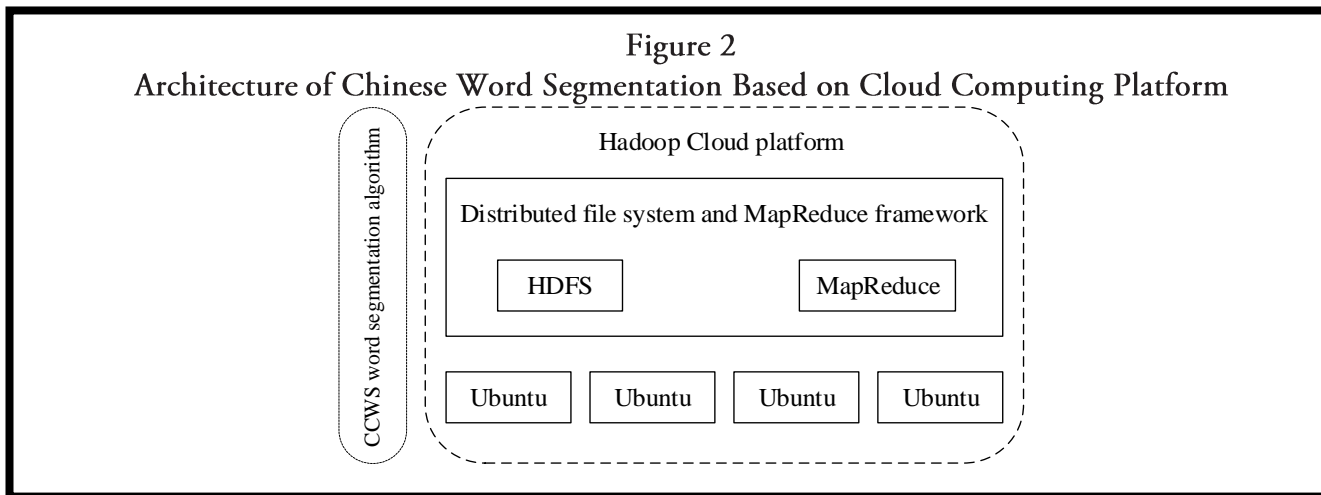 Figure 2
Architecture of Chinese Word Segmentation Based on Cloud Computing Platform
CCWS word segmentation algorithm
Hadoop Cloud platform
Distributed file system and MapReduce framework
HDFS
MapReduce
Ubuntu
Ubuntu
Ubuntu
Ubuntu